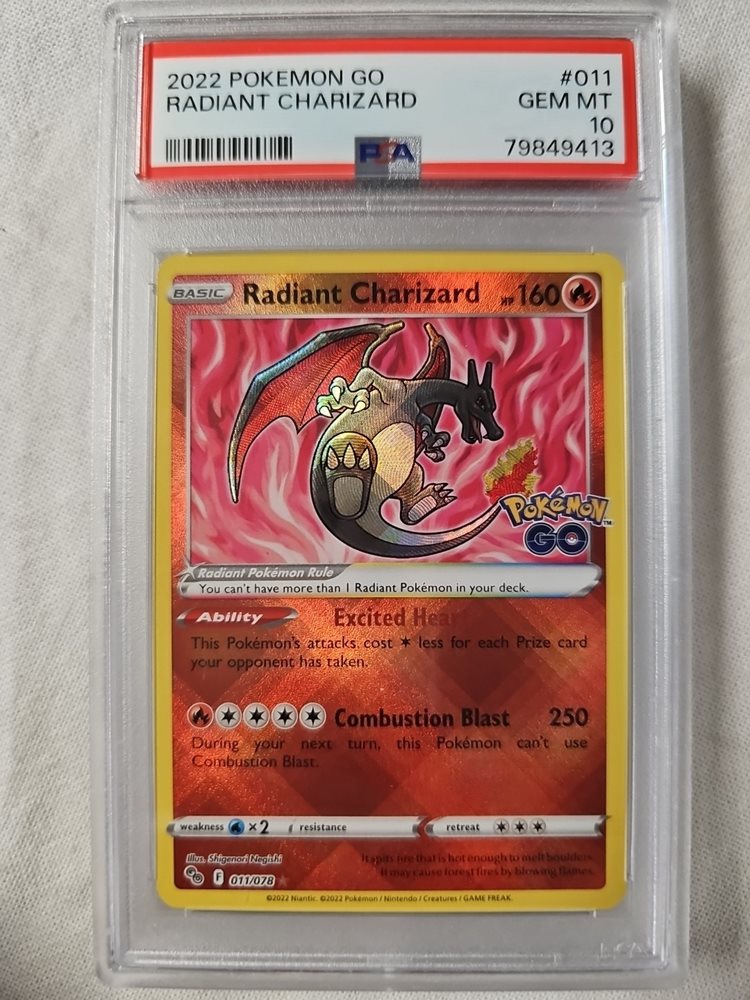 2022 POKEMON GO #011
RADIANT CHARIZARD GEM MT
10
PSA 79849413
BASIC Radiant Charizard HP 160
POKéMON™
GO
Radiant Pokémon Rule
You can't have more than 1 Radiant Pokémon in your deck.
Ability Excited Heart
This Pokémon's attacks cost less for each Prize card
your opponent has taken.
Combustion Blast 250
During your next turn, this Pokémon can't use
Combustion Blast.
weakness ×2 resistance retreat
Illus. Shigenori Negishi It spits fire that is hot enough to melt boulders.
F 011/078 It may cause forest fires by blowing flames.
©2022 Niantic. ©2022 Pokémon / Nintendo / Creatures / GAME FREAK.